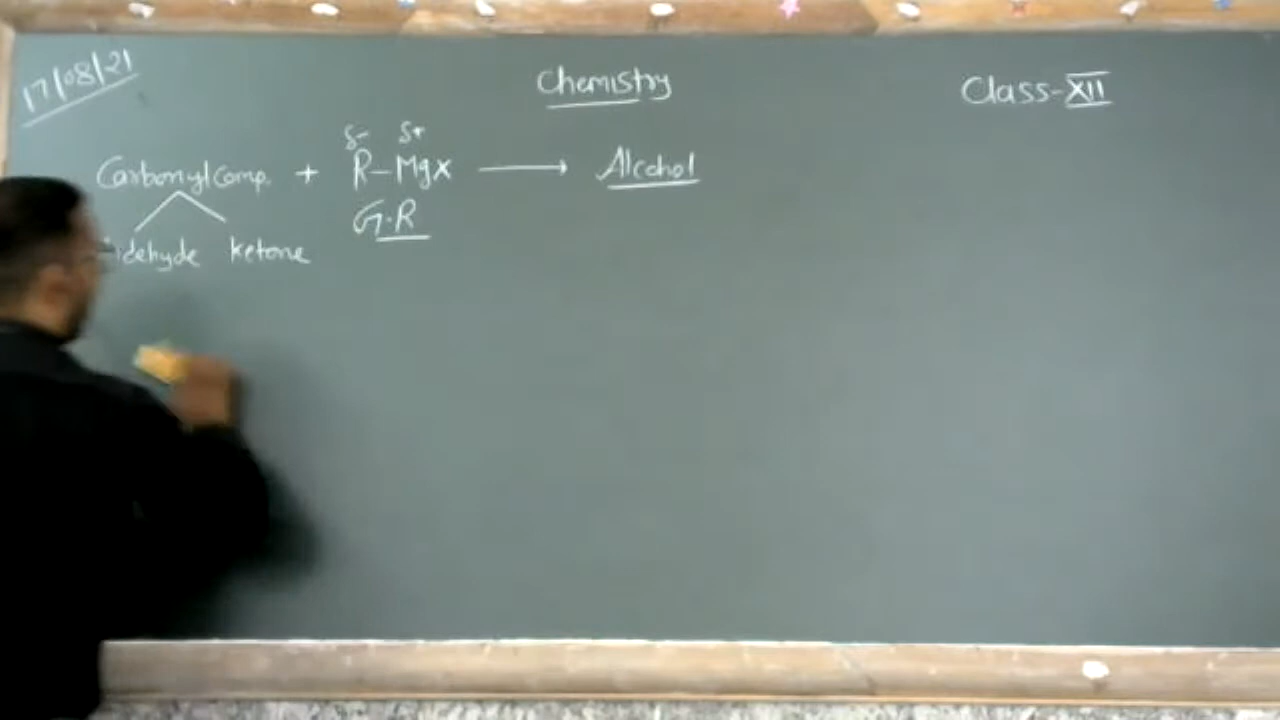 17/08/21
Chemistry
Class-XII
δ- δ+
Carbonyl Comp. + R-Mgx ⟶ Alcohol
G.R
ldehyde ketone